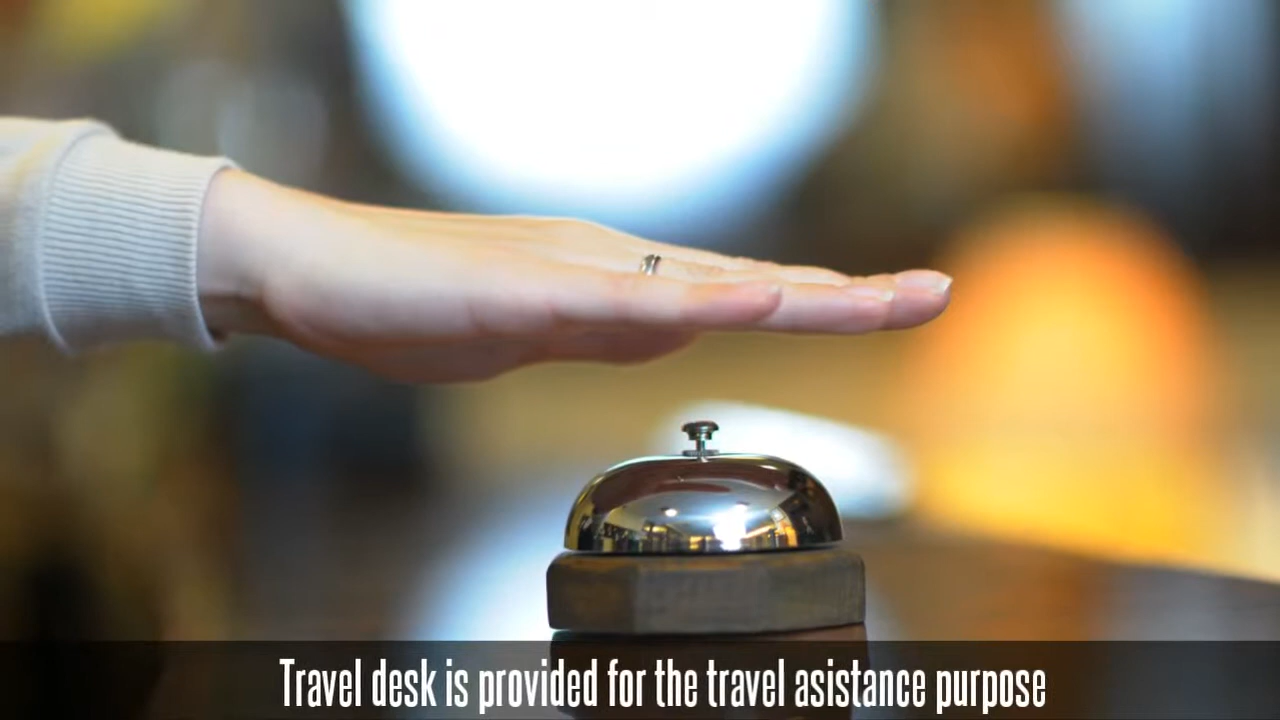 Travel desk is provided for the travel asistance purpose